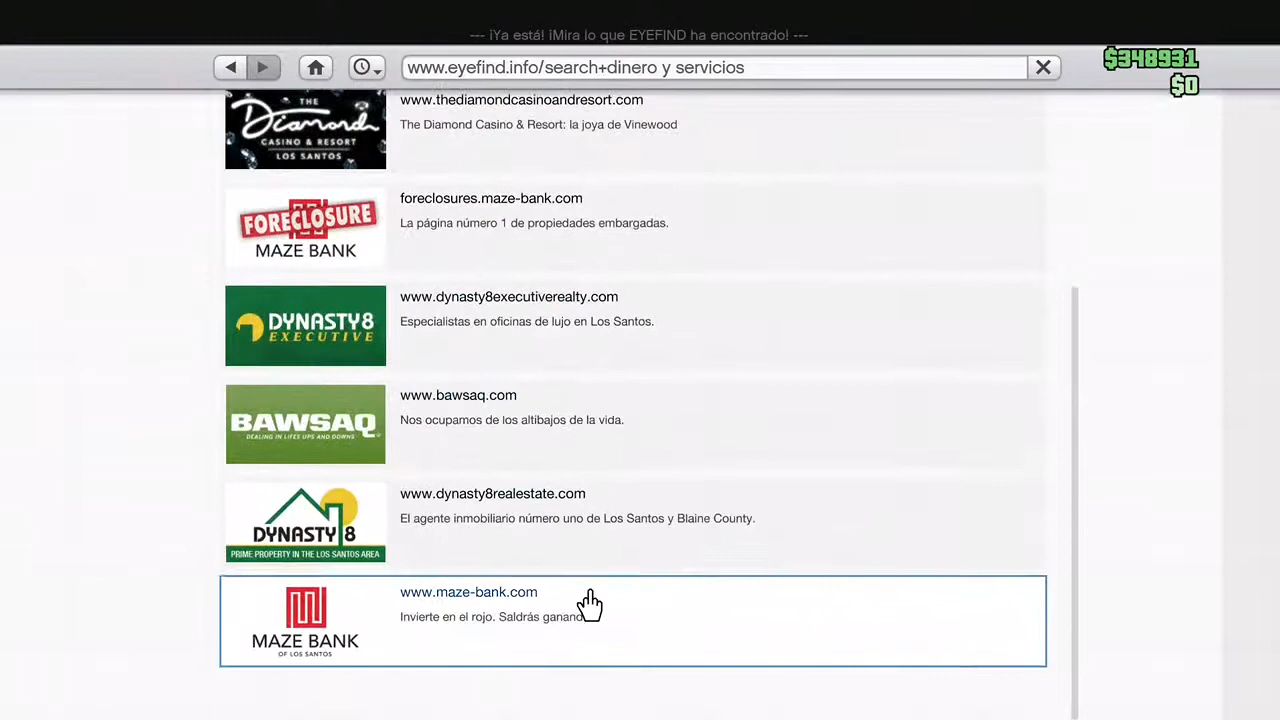 --- ¡Ya está! ¡Mira lo que EYEFIND ha encontrado! ---
www.eyefind.info/search+dinero y servicios
$348931
$0
THE
Diamond
CASINO & RESORT
LOS SANTOS
www.thediamondcasinoandresort.com
The Diamond Casino & Resort: la joya de Vinewood
FORECLOSURE
MAZE BANK
foreclosures.maze-bank.com
La página número 1 de propiedades embargadas.
DYNASTY8
EXECUTIVE
www.dynasty8executiverealty.com
Especialistas en oficinas de lujo en Los Santos.
BAWSAQ
DEALING IN LIFES UPS AND DOWNS
www.bawsaq.com
Nos ocupamos de los altibajos de la vida.
DYNASTY 8
PRIME PROPERTY IN THE LOS SANTOS AREA
www.dynasty8realestate.com
El agente inmobiliario número uno de Los Santos y Blaine County.
MAZE BANK
OF LOS SANTOS
www.maze-bank.com
Invierte en el rojo. Saldrás ganand